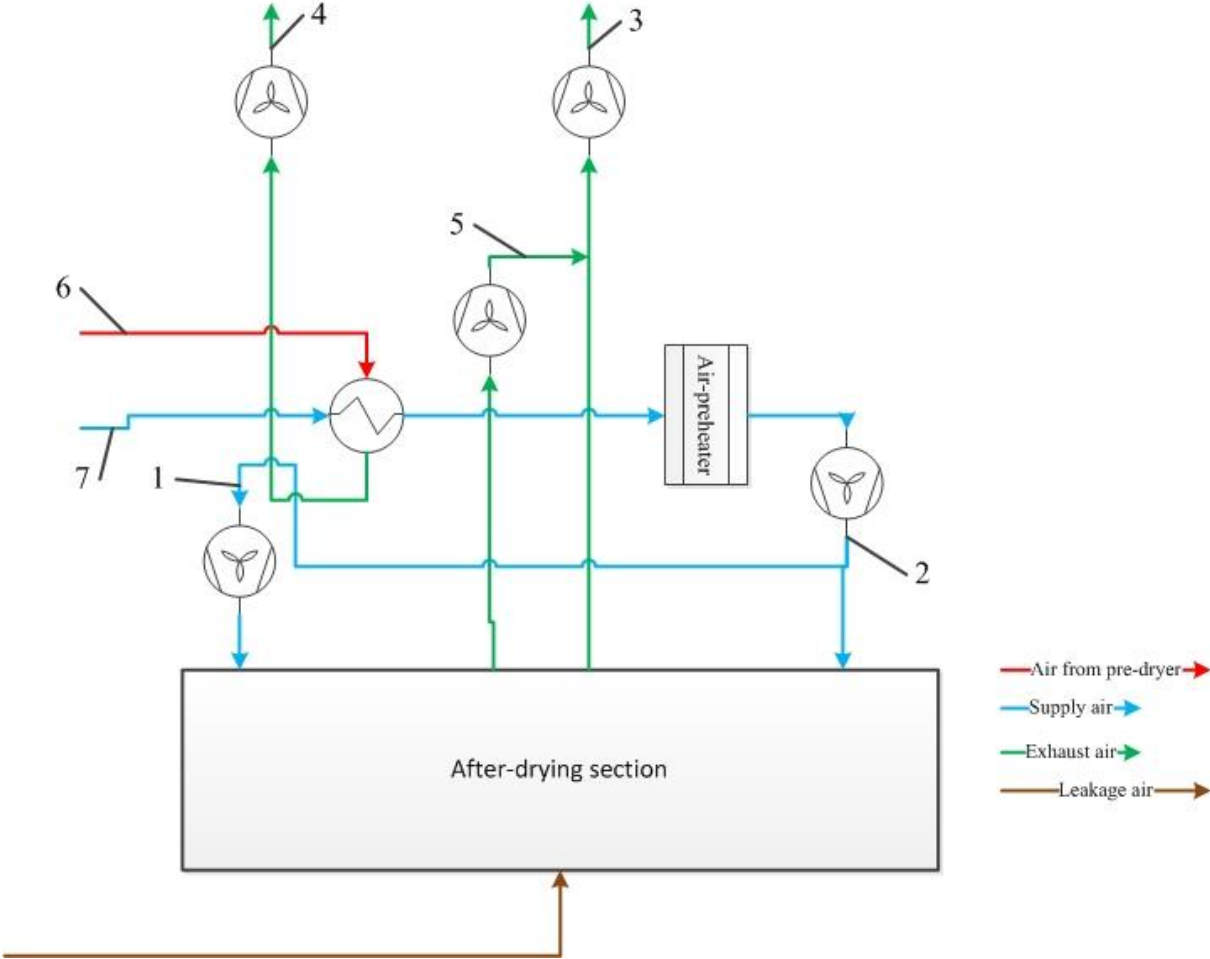 4
3
5
6
Air-preheater
7
1
2
Air from pre-dryer
Supply air
Exhaust air
Leakage air
After-drying section